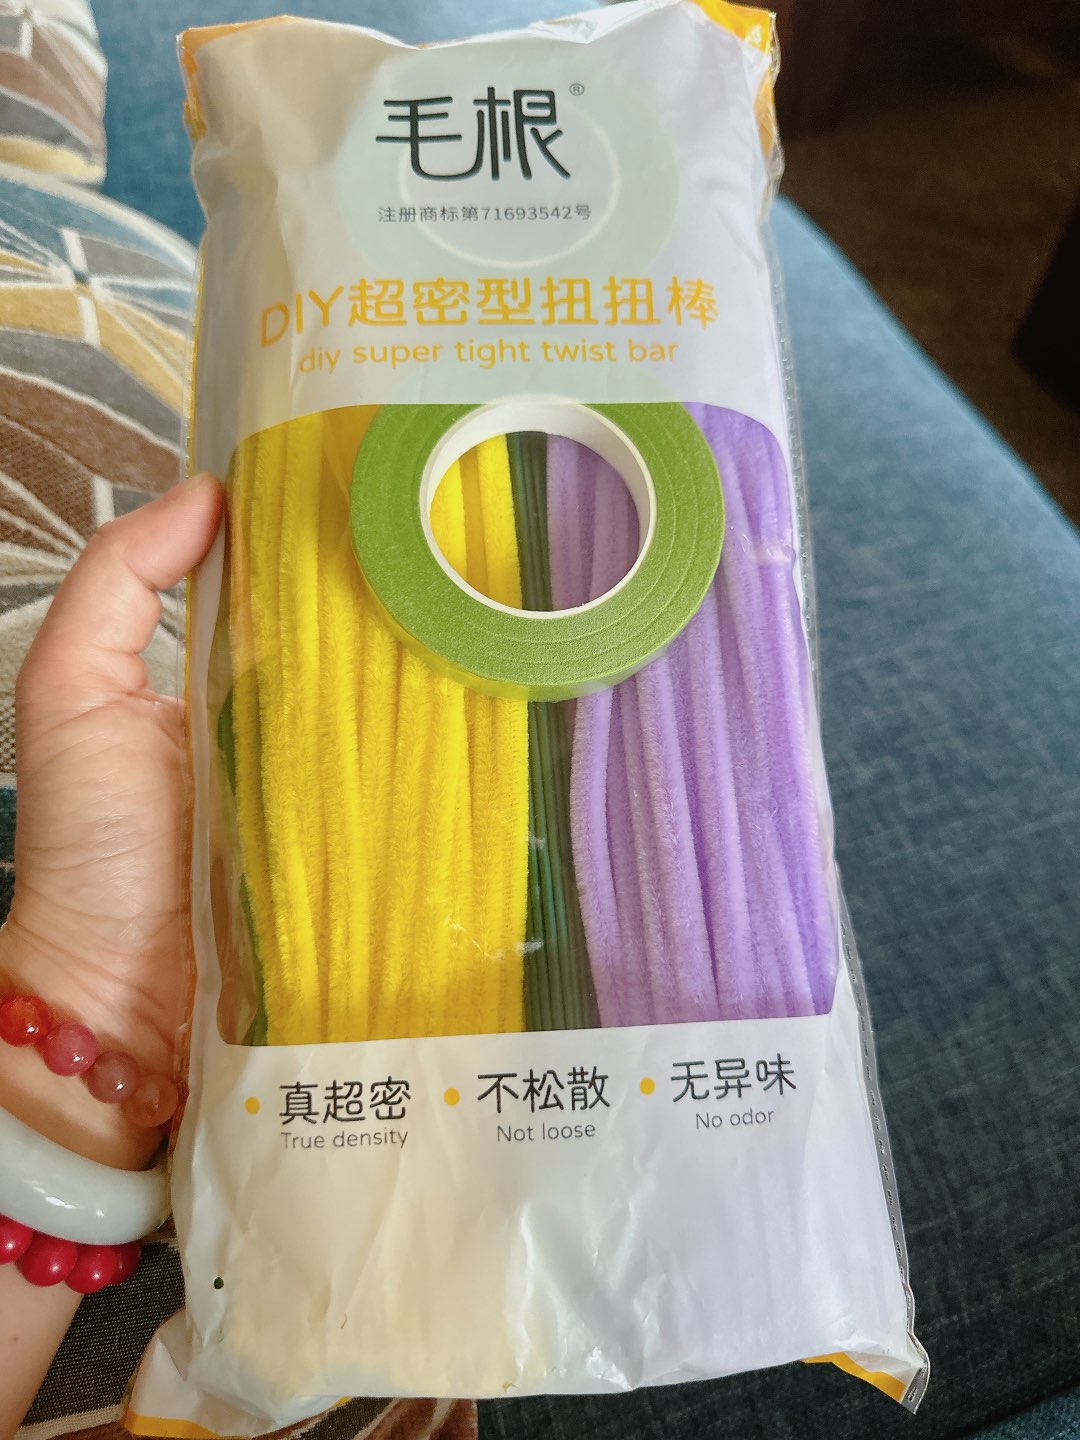 毛根®
注册商标第71693542号
DIY超密型扭扭棒
diy super tight twist bar
真超密 不松散 无异味
True density Not loose No odor